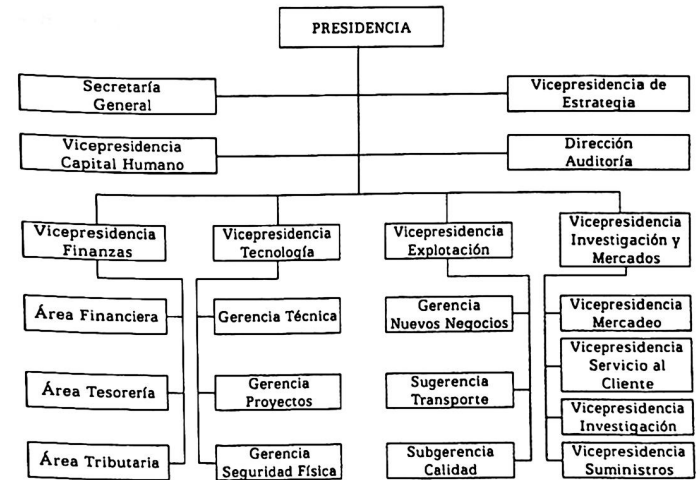 PRESIDENCIA
Secretaría
General
Vicepresidencia de
Estrategia
Vicepresidencia
Capital Humano
Dirección
Auditoría
Vicepresidencia
Finanzas
Vicepresidencia
Tecnología
Vicepresidencia
Explotación
Vicepresidencia
Investigación y
Mercados
Área Financiera
Gerencia Técnica
Gerencia
Nuevos Negocios
Vicepresidencia
Mercadeo
Vicepresidencia
Servicio al
Cliente
Área Tesorería
Gerencia
Proyectos
Sugerencia
Transporte
Vicepresidencia
Investigación
Área Tributaria
Gerencia
Seguridad Física
Subgerencia
Calidad
Vicepresidencia
Suministros